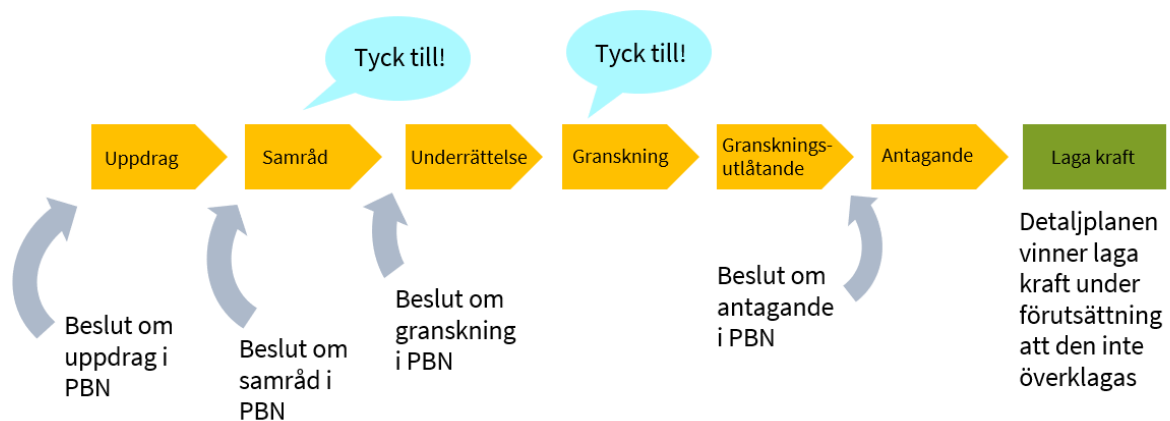 Tyck till!
Tyck till!
Uppdrag
Samråd
Underrättelse
Granskning
Gransknings-
utlåtande
Antagande
Laga kraft
Beslut om
uppdrag i
PBN
Beslut om
samråd i
PBN
Beslut om
granskning
i PBN
Beslut om
antagande
i PBN
Detaljplanen
vinner laga
kraft under
förutsättning
att den inte
överklagas